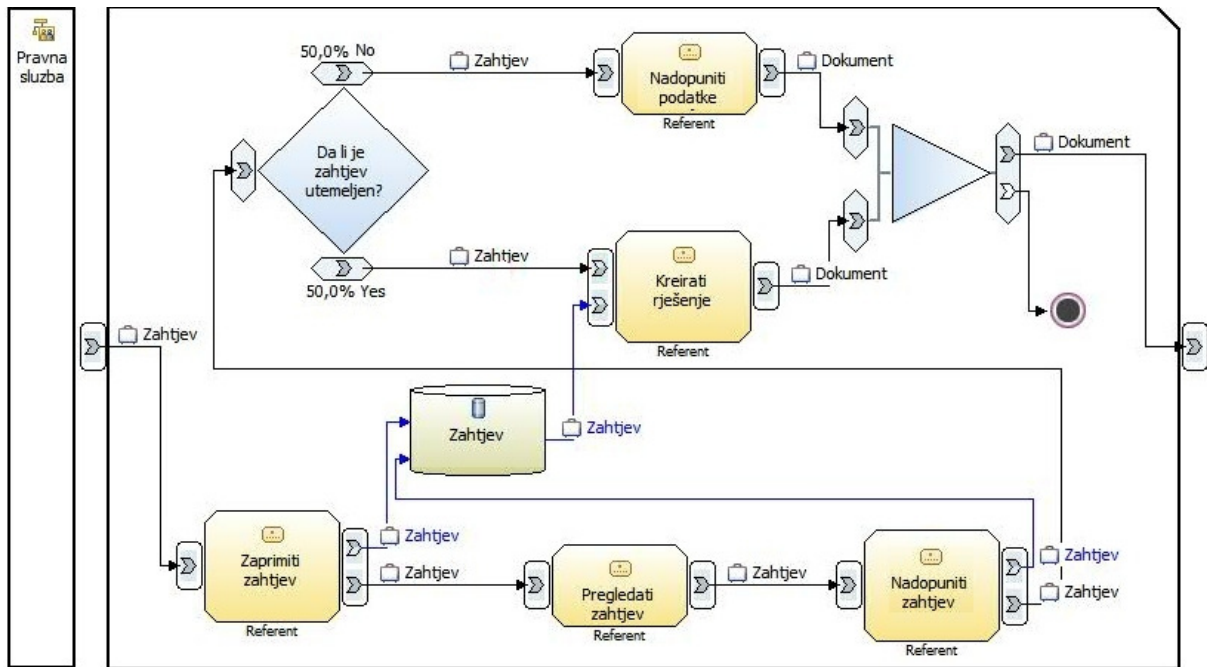 Pravna
sluzba
50,0% No
Zahtjev
Nadopuniti
podatke
Referent
Dokument
Da li je
zahtjev
utemeljen?
Dokument
50,0% Yes
Zahtjev
Kreirati
rješenje
Referent
Dokument
Zahtjev
Zahtjev
Zahtjev
Zaprimiti
zahtjev
Referent
Zahtjev
Zahtjev
Pregledati
zahtjev
Referent
Zahtjev
Nadopuniti
zahtjev
Referent
Zahtjev
Zahtjev